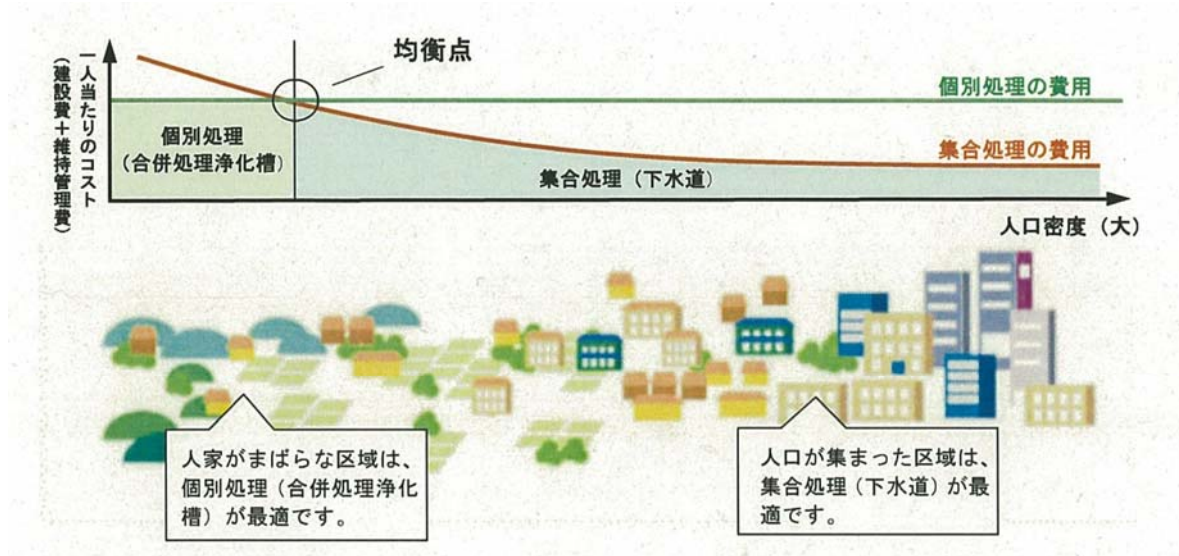 均衡点
一人当たりのコスト
(建設費＋維持管理費)
個別処理の費用
個別処理
(合併処理浄化槽)
集合処理の費用
集合処理 (下水道)
人口密度 (大)
人家がまばらな区域は、
個別処理 (合併処理浄化
槽) が最適です。
人口が集まった区域は、
集合処理 (下水道) が最
適です。